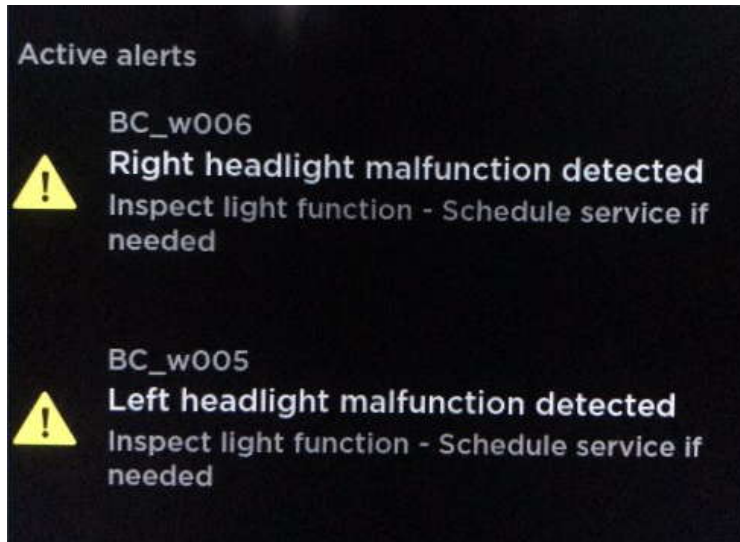 Active alerts
BC_w006
Right headlight malfunction detected
Inspect light function - Schedule service if
needed
BC_w005
Left headlight malfunction detected
Inspect light function - Schedule service if
needed